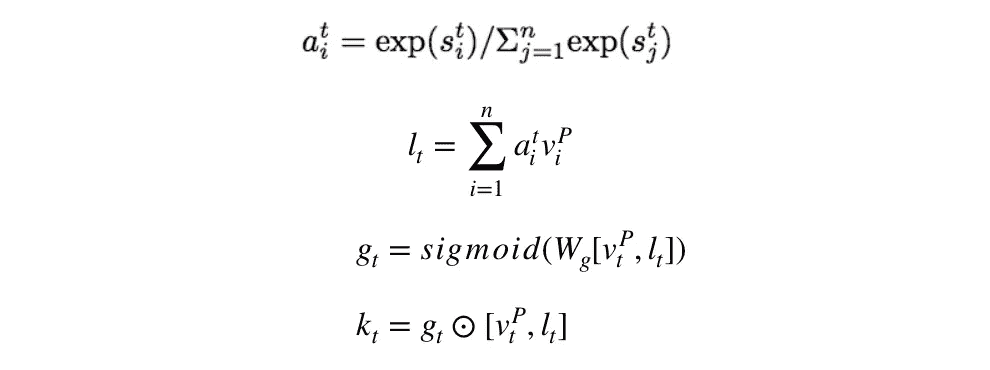 a_i^t = exp(s_i^t)/Σ_{j=1}^n exp(s_j^t)
l_t = ∑_{i=1}^n a_i^t v_i^P
g_t = sigmoid(W_g[v_t^P, l_t])
k_t = g_t ⊙ [v_t^P, l_t]